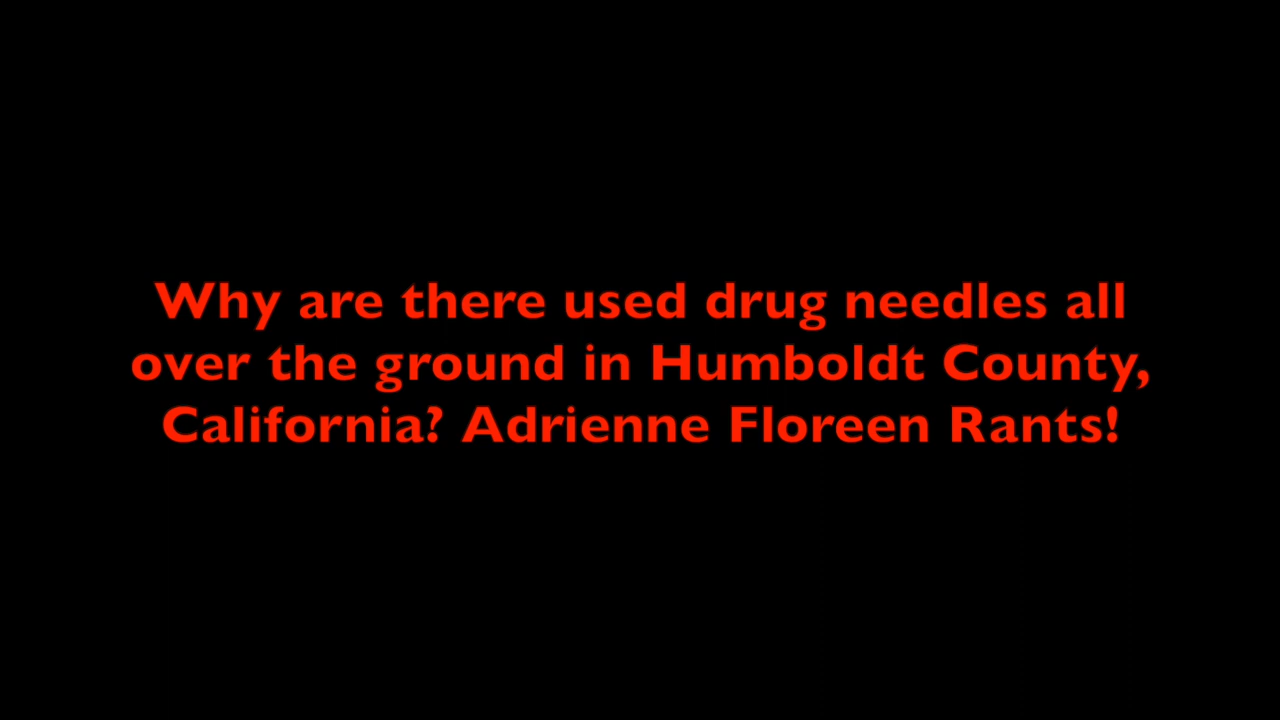 Why are there used drug needles all
over the ground in Humboldt County,
California? Adrienne Floreen Rants!